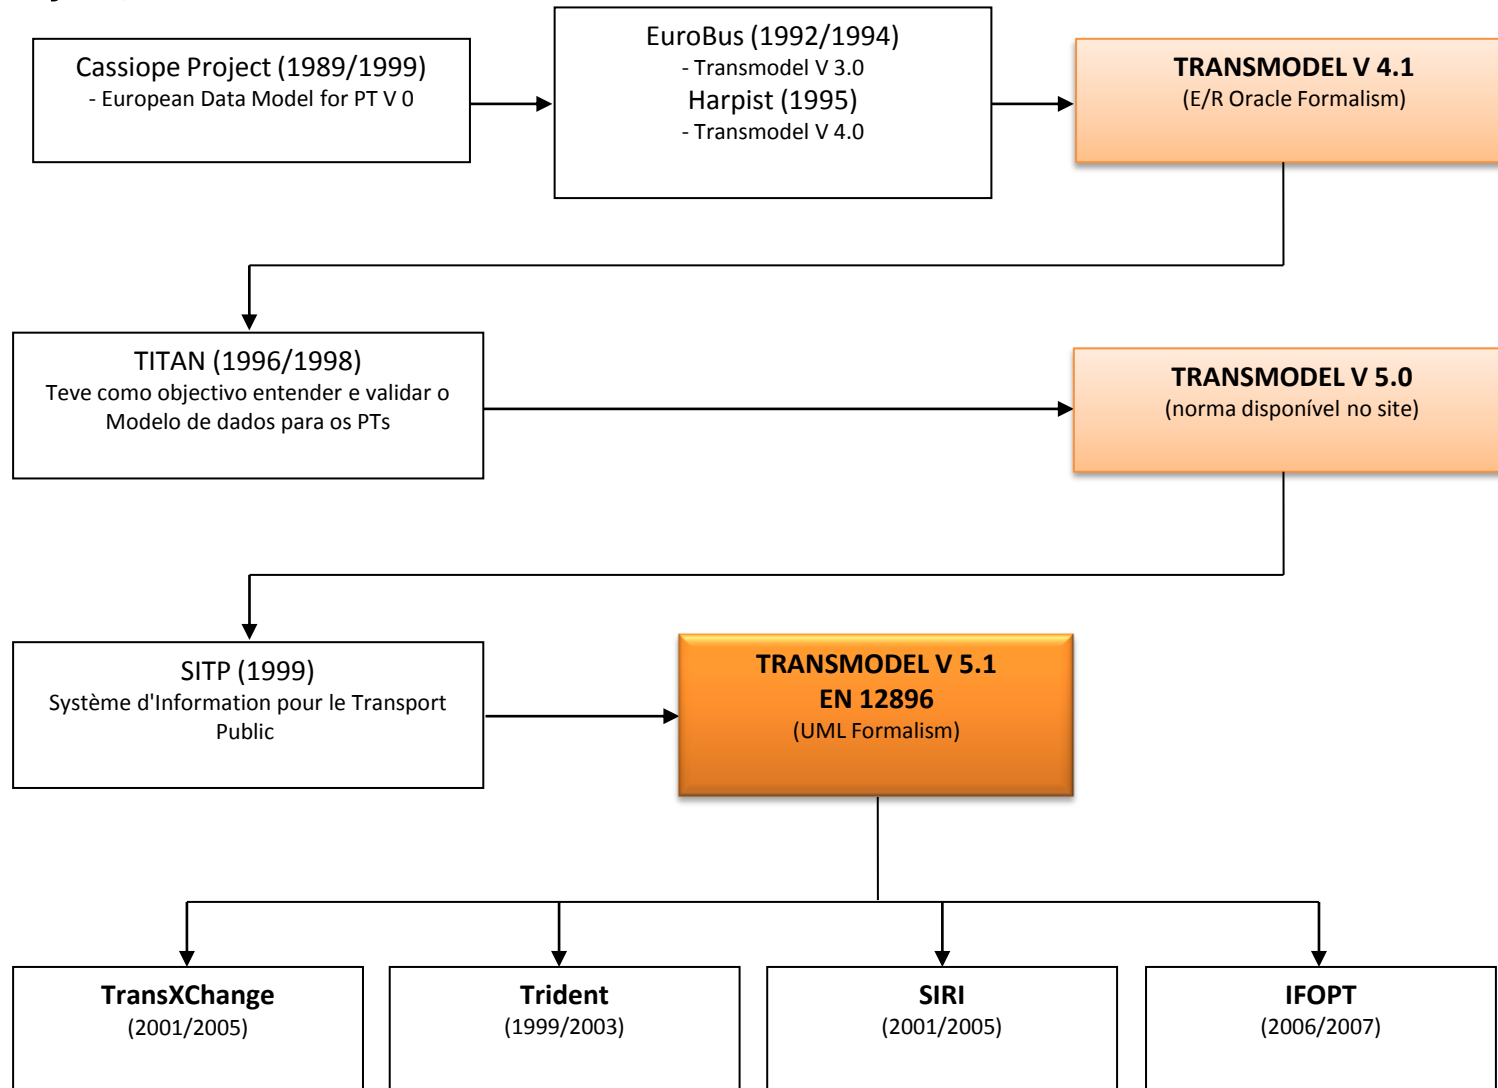 Cassiope Project (1989/1999)
- European Data Model for PT V 0
EuroBus (1992/1994)
- Transmodel V 3.0
Harpist (1995)
- Transmodel V 4.0
TRANSMODEL V 4.1
(E/R Oracle Formalism)
TITAN (1996/1998)
Teve como objectivo entender e validar o
Modelo de dados para os PTs
TRANSMODEL V 5.0
(norma disponível no site)
SITP (1999)
Système d'Information pour le Transport
Public
TRANSMODEL V 5.1
EN 12896
(UML Formalism)
TransXChange
(2001/2005)
Trident
(1999/2003)
SIRI
(2001/2005)
IFOPT
(2006/2007)